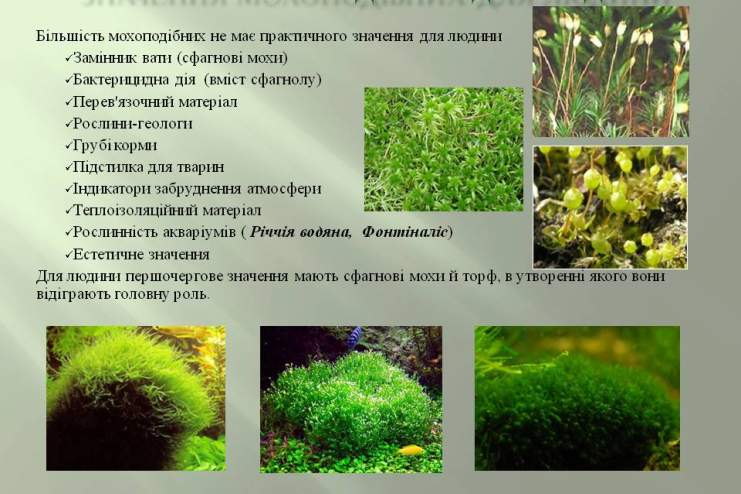 ЗНАЧЕННЯ МОХОПОДІБНИХ ДЛЯ ЛЮДИНИ
Більшість мохоподібних не має практичного значення для людини
✓Замінник вати (сфагнові мохи)
✓Бактерицидна дія (вміст сфагнолу)
✓Перев'язочний матеріал
✓Рослини-геологи
✓Грубі корми
✓Підстилка для тварин
✓Індикатори забруднення атмосфери
✓Теплоізоляційний матеріал
✓Рослинність акваріумів ( Річчія водяна, Фонтіналіс)
✓Естетичне значення
Для людини першочергове значення мають сфагнові мохи й торф, в утворенні якого вони
відіграють головну роль.